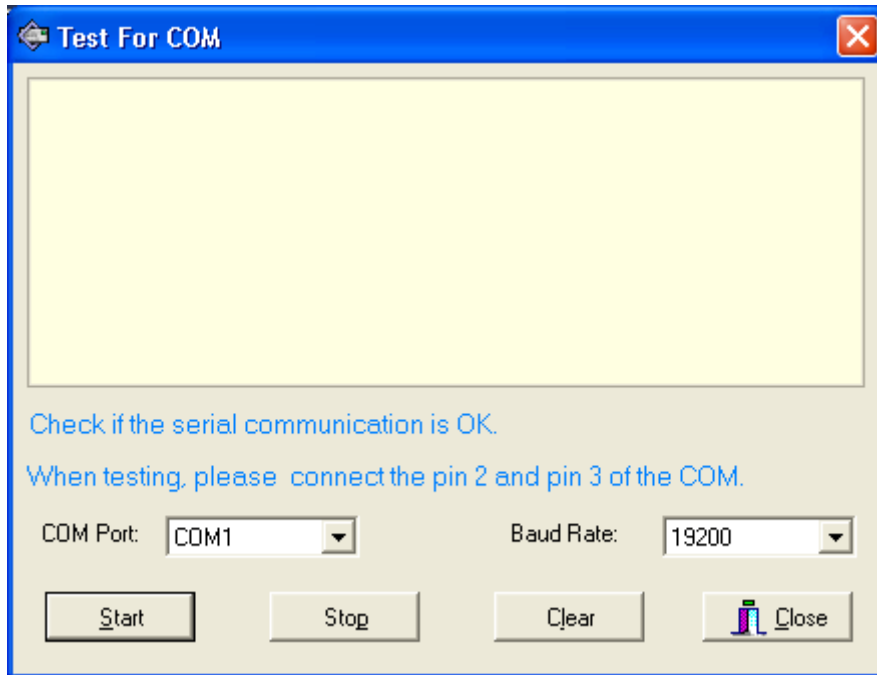 Test For COM
Check if the serial communication is OK.
When testing, please connect the pin 2 and pin 3 of the COM.
COM Port: COM1 Baud Rate: 19200
Start Stop Clear Close